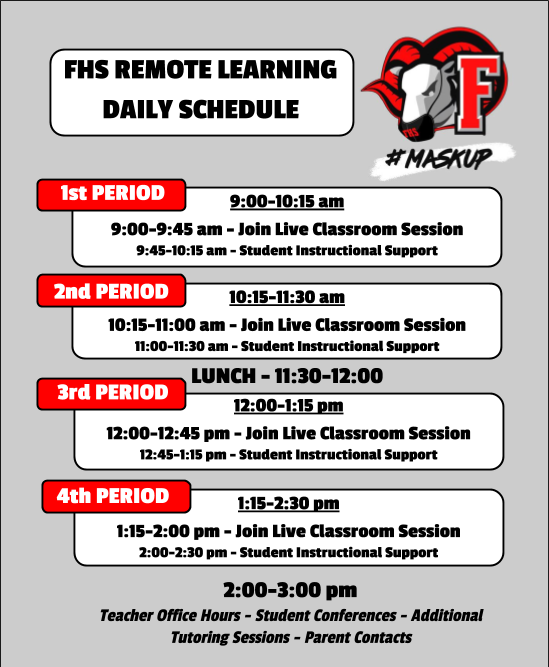 FHS REMOTE LEARNING
DAILY SCHEDULE
F
FHS
#MASKUP
1st PERIOD
9:00-10:15 am
9:00-9:45 am - Join Live Classroom Session
9:45-10:15 am - Student Instructional Support
2nd PERIOD
10:15-11:30 am
10:15-11:00 am - Join Live Classroom Session
11:00-11:30 am - Student Instructional Support
LUNCH - 11:30-12:00
3rd PERIOD
12:00-1:15 pm
12:00-12:45 pm - Join Live Classroom Session
12:45-1:15 pm - Student Instructional Support
4th PERIOD
1:15-2:30 pm
1:15-2:00 pm - Join Live Classroom Session
2:00-2:30 pm - Student Instructional Support
2:00-3:00 pm
Teacher Office Hours - Student Conferences - Additional
Tutoring Sessions - Parent Contacts